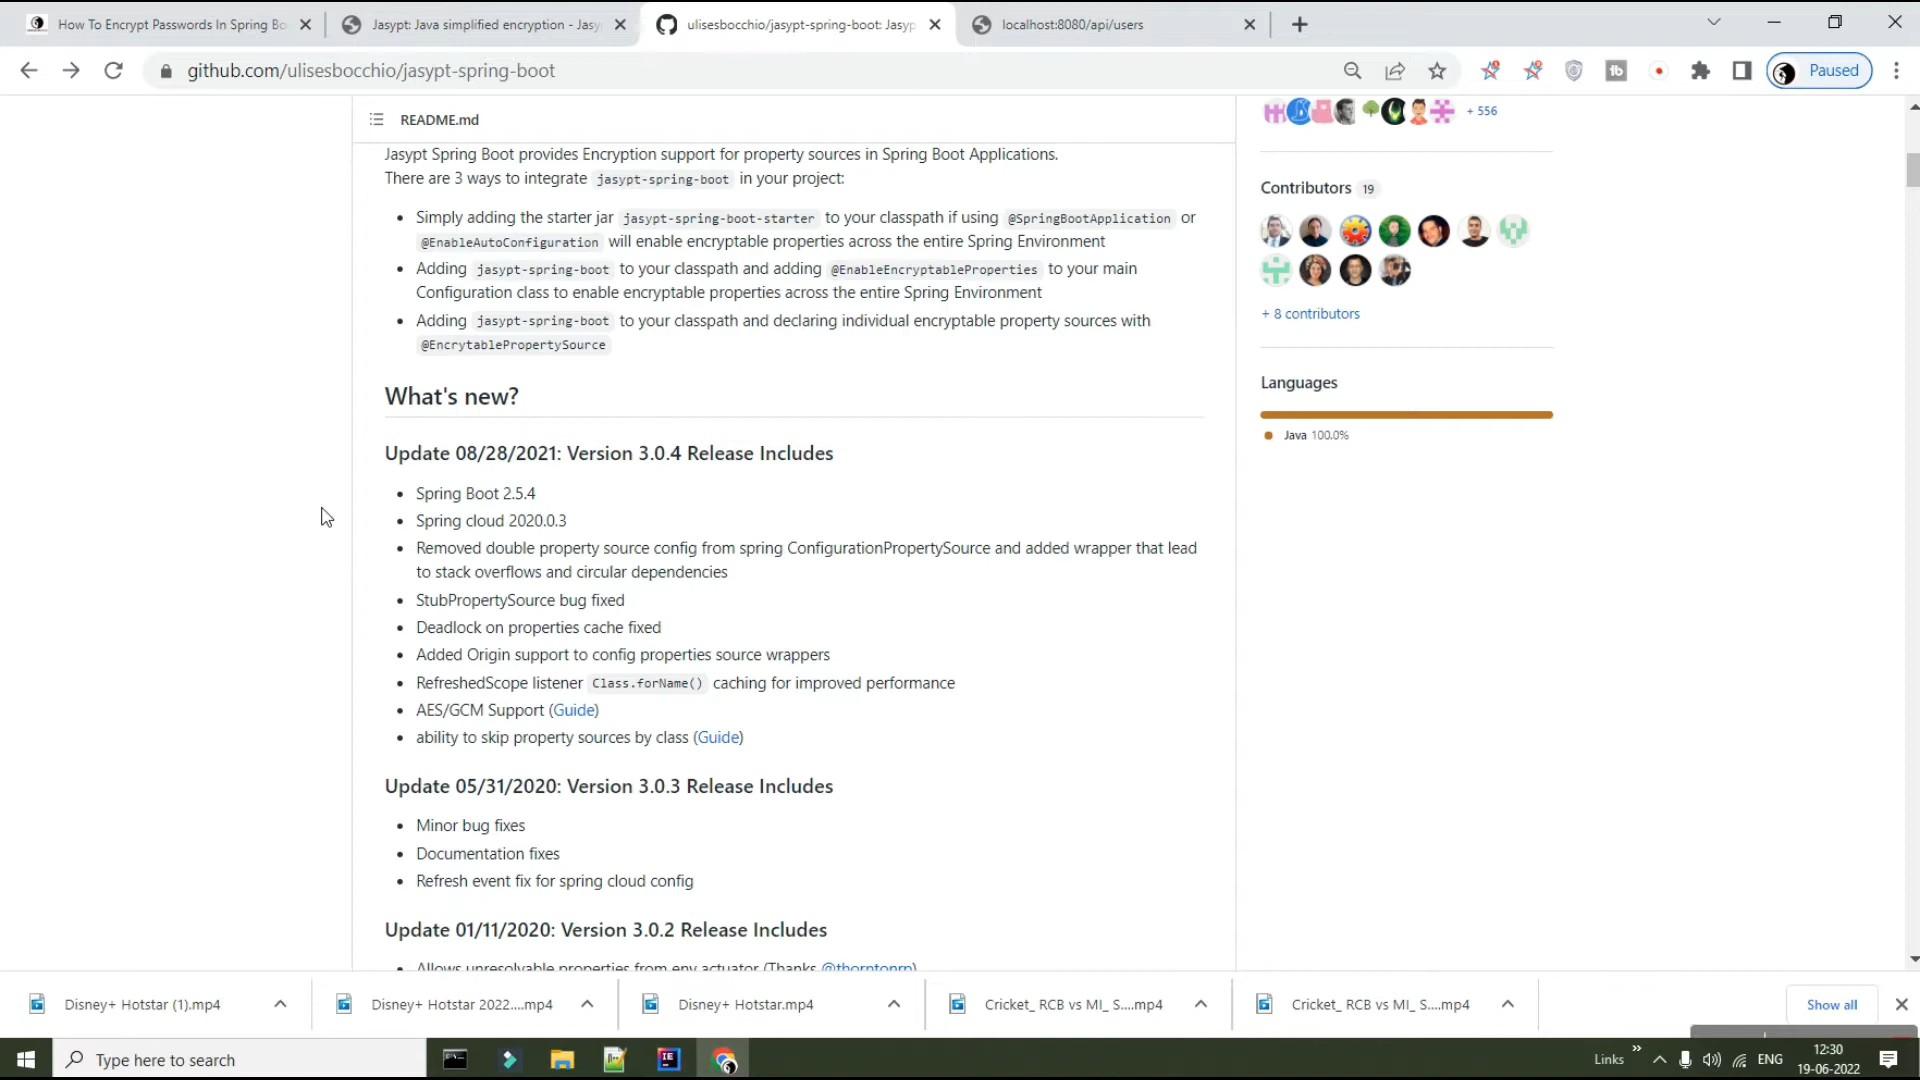 How To Encrypt Passwords In Spring Bo
Jasypt: Java simplified encryption - Jasy
ulisesbocchio/jasypt-spring-boot: Jasyp
localhost:8080/api/users
github.com/ulisesbocchio/jasypt-spring-boot
Paused
README.md
+ 556
Jasypt Spring Boot provides Encryption support for property sources in Spring Boot Applications.
There are 3 ways to integrate jasypt-spring-boot in your project:
Simply adding the starter jar jasypt-spring-boot-starter to your classpath if using @SpringBootApplication or
@EnableAutoConfiguration will enable encryptable properties across the entire Spring Environment
Adding jasypt-spring-boot to your classpath and adding @EnableEncryptableProperties to your main
Configuration class to enable encryptable properties across the entire Spring Environment
Adding jasypt-spring-boot to your classpath and declaring individual encryptable property sources with
@EncrytablePropertySource
Contributors 19
+ 8 contributors
Languages
Java 100.0%
What's new?
Update 08/28/2021: Version 3.0.4 Release Includes
Spring Boot 2.5.4
Spring cloud 2020.0.3
Removed double property source config from spring ConfigurationPropertySource and added wrapper that lead
to stack overflows and circular dependencies
StubPropertySource bug fixed
Deadlock on properties cache fixed
Added Origin support to config properties source wrappers
RefreshedScope listener Class.forName() caching for improved performance
AES/GCM Support (Guide)
ability to skip property sources by class (Guide)
Update 05/31/2020: Version 3.0.3 Release Includes
Minor bug fixes
Documentation fixes
Refresh event fix for spring cloud config
Update 01/11/2020: Version 3.0.2 Release Includes
Allows unresolvable properties from env actuator (Thanks @thorntonrp)
Disney+ Hotstar (1).mp4
Disney+ Hotstar 2022....mp4
Disney+ Hotstar.mp4
Cricket_ RCB vs MI_ S....mp4
Cricket_ RCB vs MI_ S....mp4
Show all
Type here to search
Links
ENG
12:30
19-06-2022